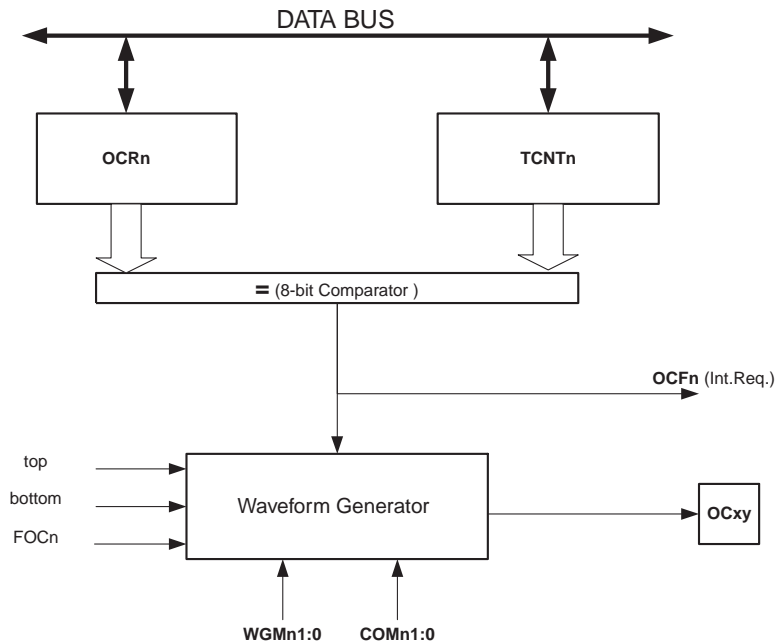 DATA BUS
OCRn
TCNTn
= (8-bit Comparator )
OCFn (Int.Req.)
top
bottom
FOCn
Waveform Generator
OCxy
WGMn1:0
COMn1:0